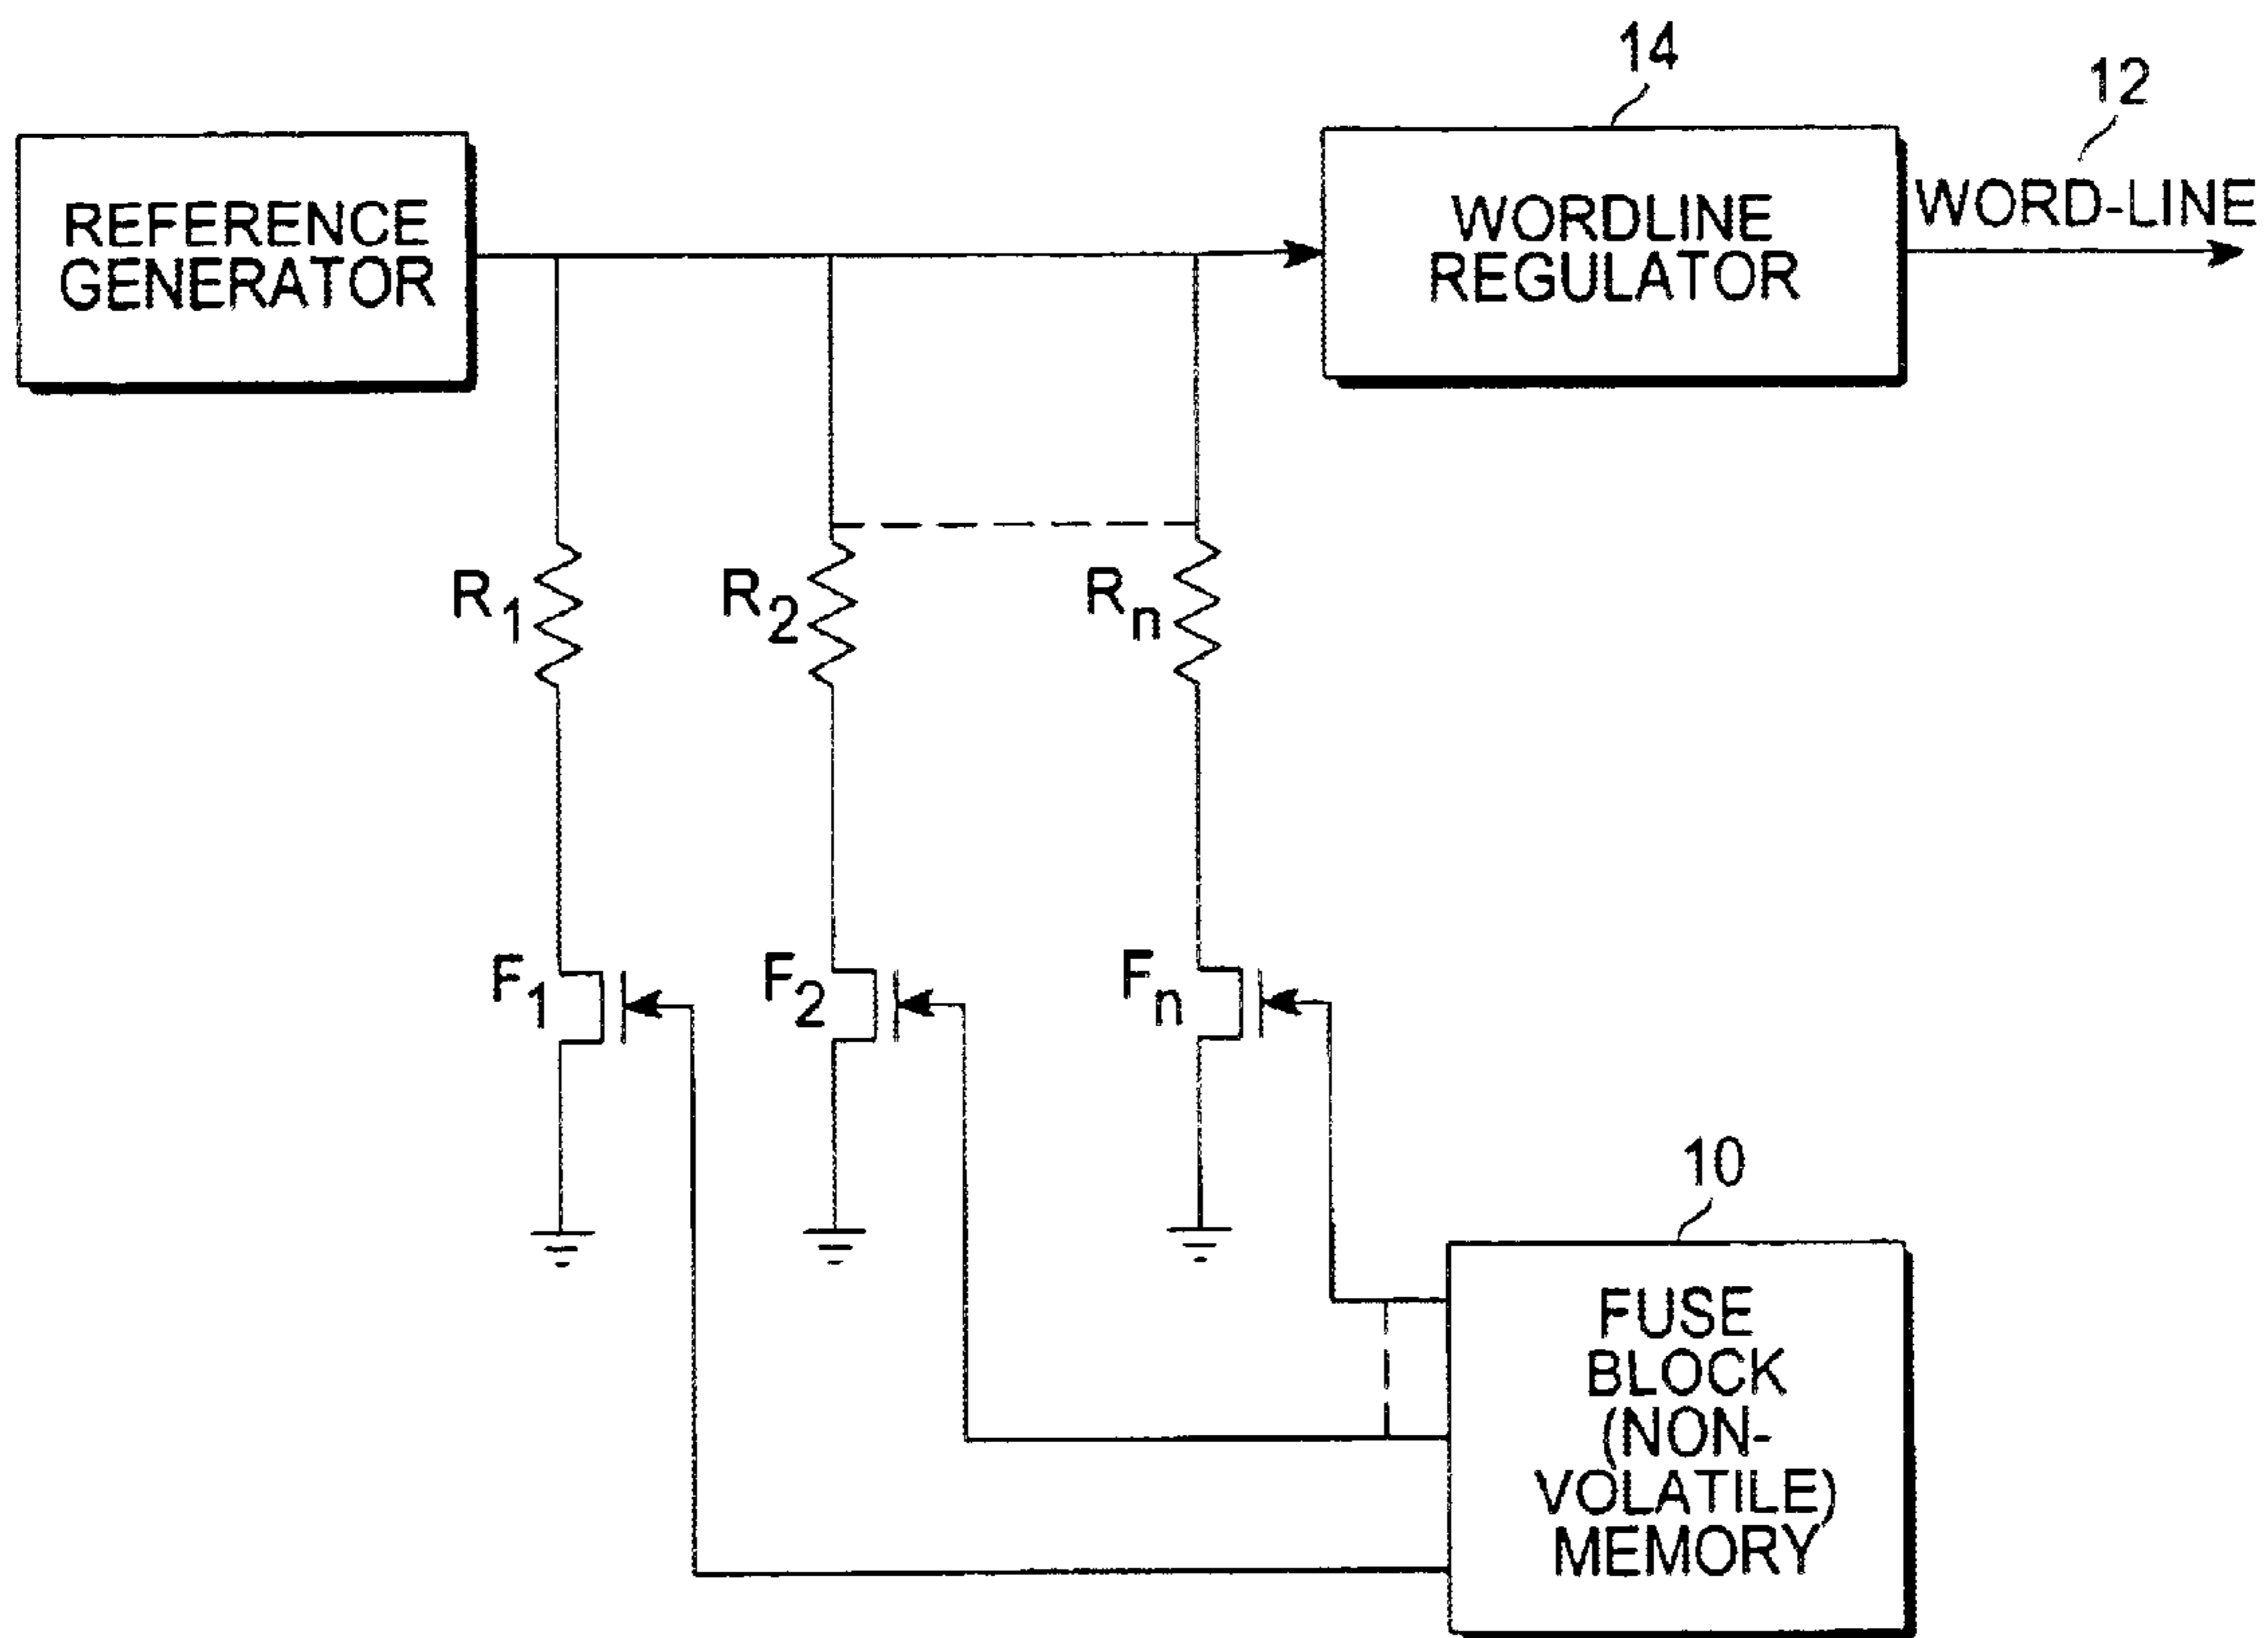 14
12
REFERENCE
GENERATOR
WORDLINE
REGULATOR
WORD-LINE
R1
R2
Rn
F1
F2
Fn
10
FUSE
BLOCK
(NON-
VOLATILE)
MEMORY